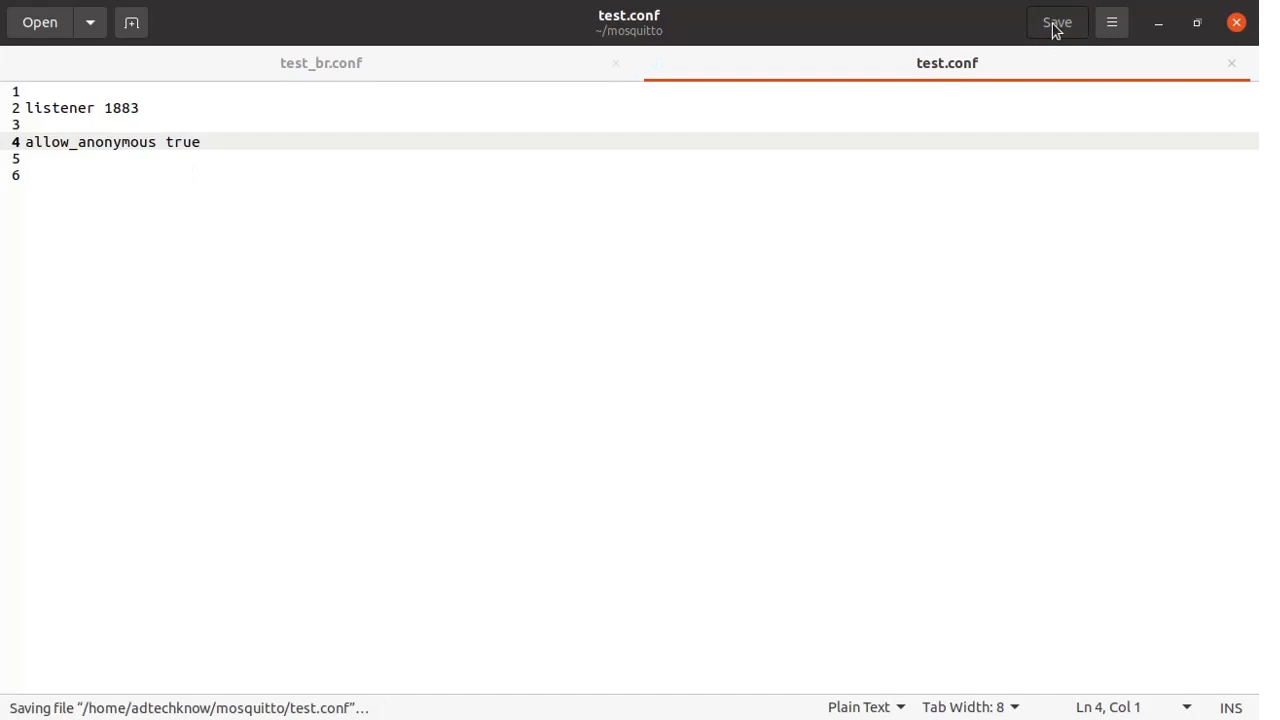 Open
test.conf
~/mosquitto
Save
test_br.conf
test.conf
1
2 listener 1883
3
4 allow_anonymous true
5
6
Saving file “/home/adtechknow/mosquitto/test.conf”…
Plain Text
Tab Width: 8
Ln 4, Col 1
INS